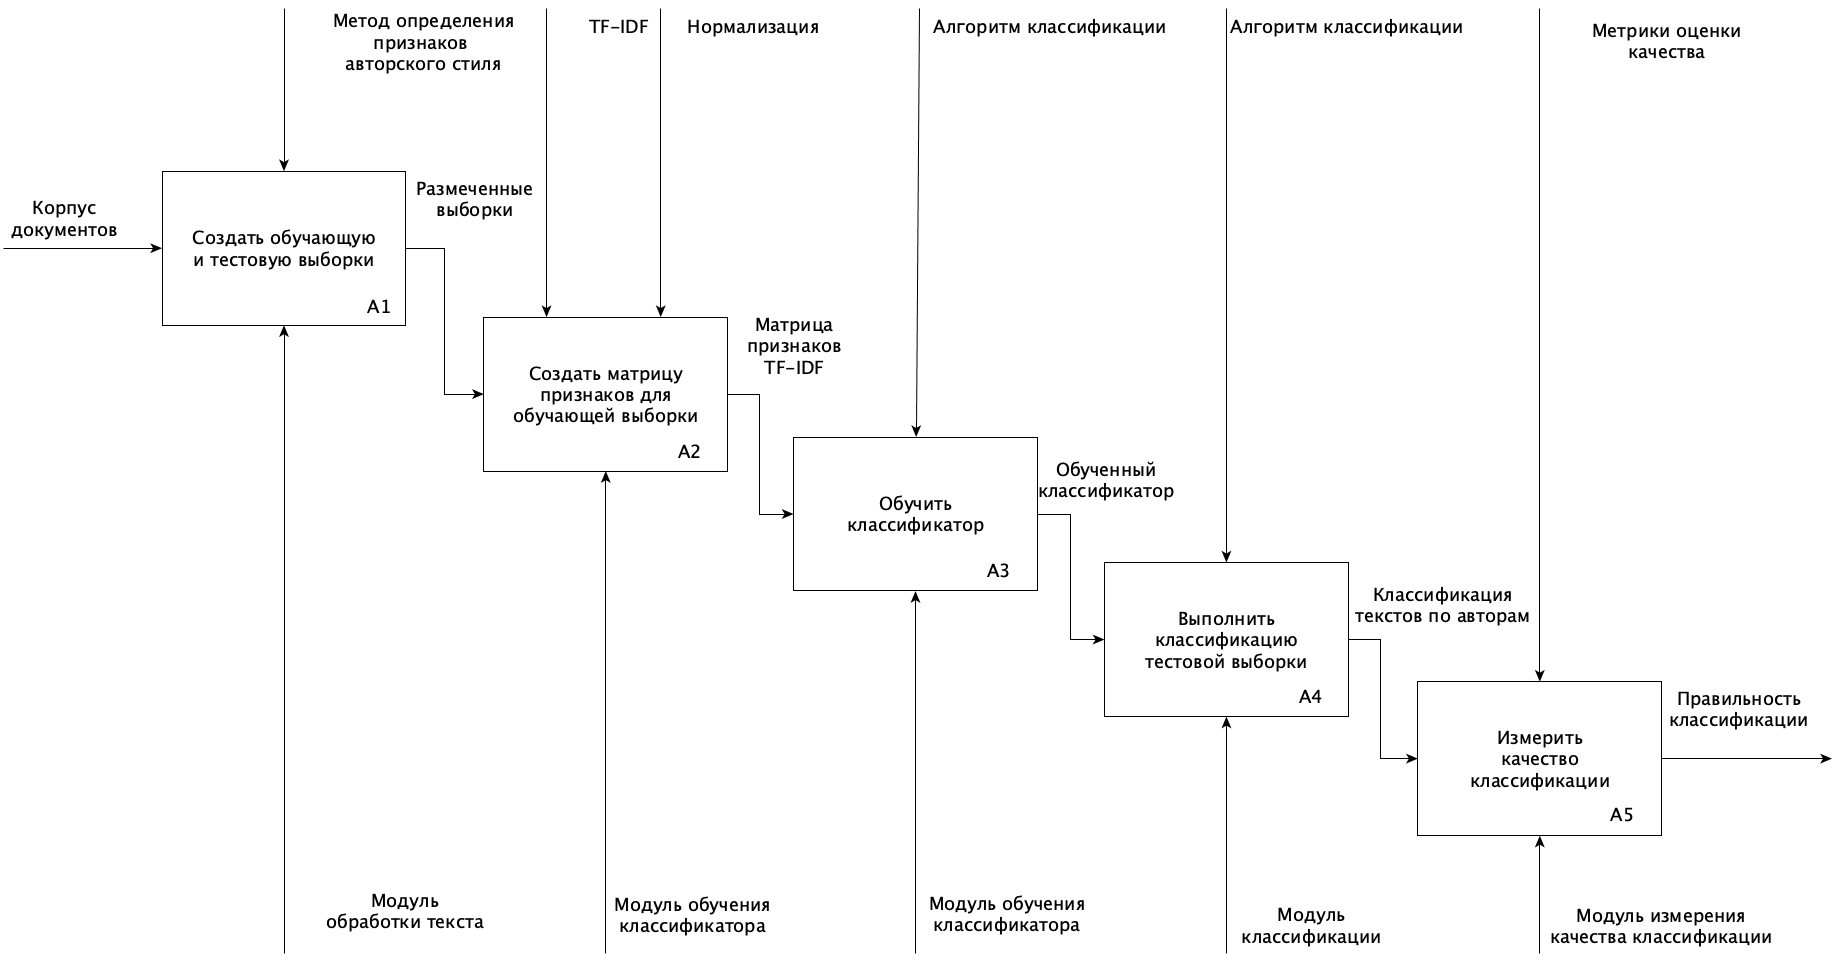 Метод определения
признаков
авторского стиля
TF-IDF
Нормализация
Алгоритм классификации
Алгоритм классификации
Метрики оценки
качества
Корпус
документов
Создать обучающую
и тестовую выборки
A1
Размеченные
выборки
Создать матрицу
признаков для
обучающей выборки
A2
Матрица
признаков
TF-IDF
Обучить
классификатор
A3
Обученный
классификатор
Выполнить
классификацию
тестовой выборки
A4
Классификация
текстов по авторам
Измерить
качество
классификации
A5
Правильность
классификации
Модуль
обработки текста
Модуль обучения
классификатора
Модуль обучения
классификатора
Модуль
классификации
Модуль измерения
качества классификации